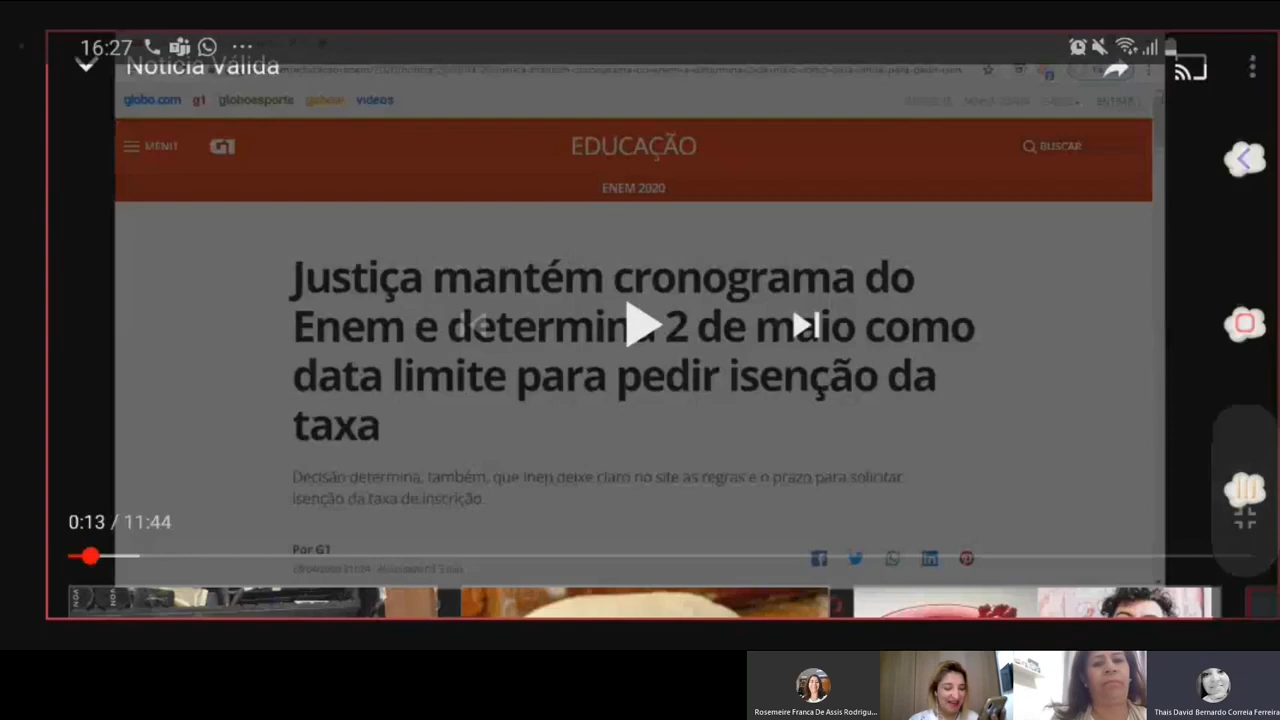 16:27
Notícia Válida
globo.com g1 globoesporte gshow videos
ENTRAR
MENU G1 EDUCAÇÃO BUSCAR
ENEM 2020
Justiça mantém cronograma do
Enem e determina 2 de maio como
data limite para pedir isenção da
taxa
Decisão determina, também, que Inep deixe claro no site as regras e o prazo para solicitar
isenção da taxa de inscrição.
0:13 / 11:44
Por G1
Rosemeire Franca De Assis Rodrigu...
Thais David Bernardo Correia Ferreira